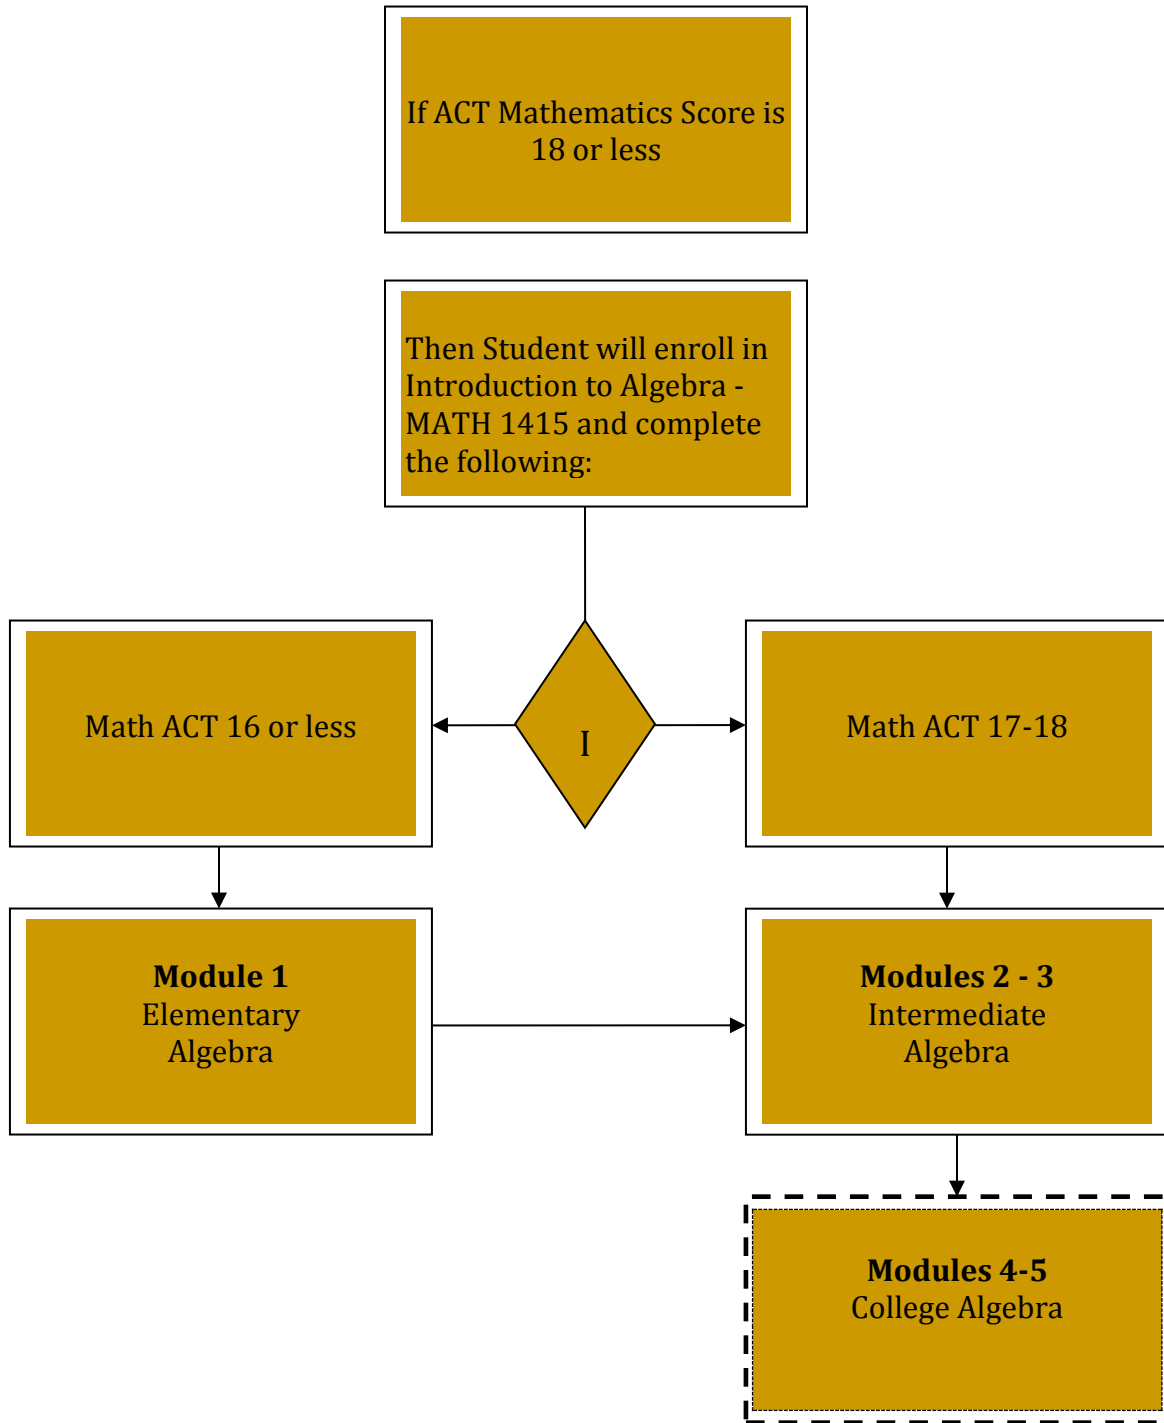 If ACT Mathematics Score is
18 or less
Then Student will enroll in
Introduction to Algebra -
MATH 1415 and complete
the following:
Math ACT 16 or less
I
Math ACT 17-18
Module 1
Elementary
Algebra
Modules 2 - 3
Intermediate
Algebra
Modules 4-5
College Algebra